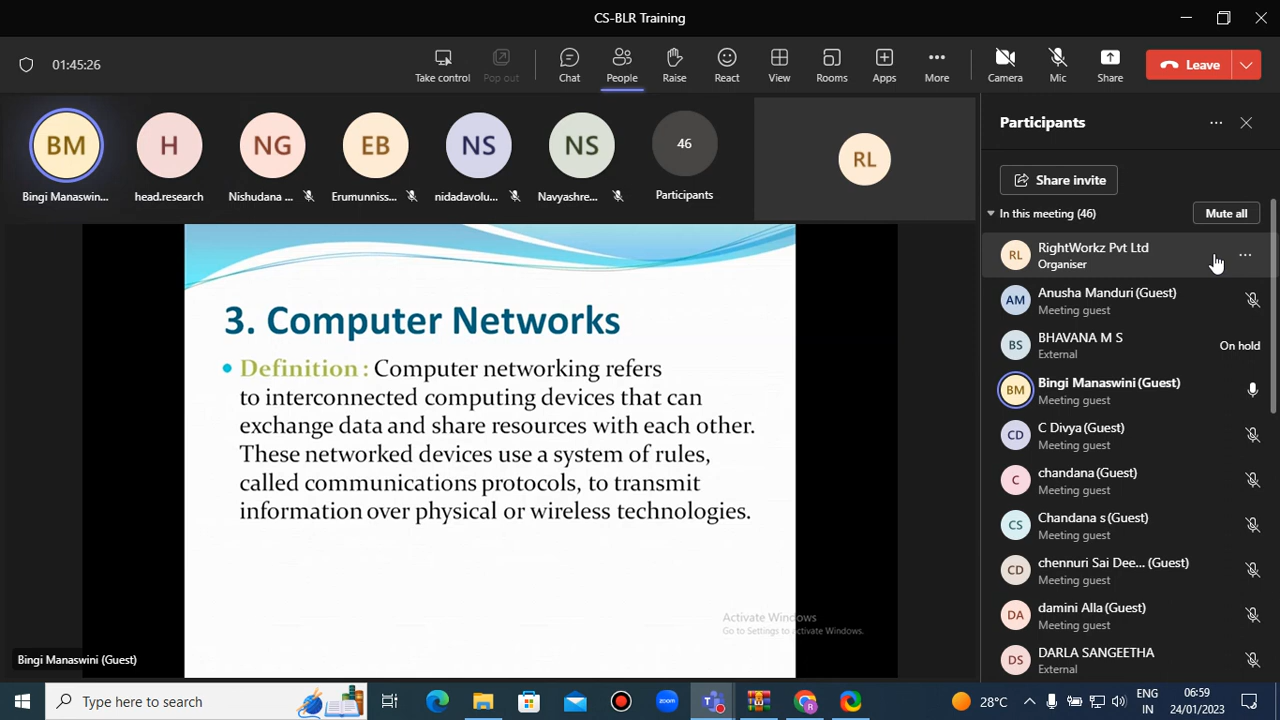 CS-BLR Training
01:45:26
Take control
Pop out
Chat
People
Raise
React
View
Rooms
Apps
More
Camera
Mic
Share
Leave
BM
H
NG
EB
NS
NS
46
RL
Bingi Manaswin...
head.research
Nishudana ...
Erumunniss...
nidadavolu...
Navyashre...
Participants
3. Computer Networks
Definition : Computer networking refers
to interconnected computing devices that can
exchange data and share resources with each other.
These networked devices use a system of rules,
called communications protocols, to transmit
information over physical or wireless technologies.
Activate Windows
Go to Settings to activate Windows.
Bingi Manaswini (Guest)
Participants
Share invite
In this meeting (46)
Mute all
RL
RightWorkz Pvt Ltd
Organiser
AM
Anusha Manduri (Guest)
Meeting guest
BS
BHAVANA M S
External
On hold
BM
Bingi Manaswini (Guest)
Meeting guest
CD
C Divya (Guest)
Meeting guest
C
chandana (Guest)
Meeting guest
CS
Chandana s (Guest)
Meeting guest
CD
chennuri Sai Dee... (Guest)
Meeting guest
DA
damini Alla (Guest)
Meeting guest
DS
DARLA SANGEETHA
External
Type here to search
zoom
28°C
ENG
IN
06:59
24/01/2023